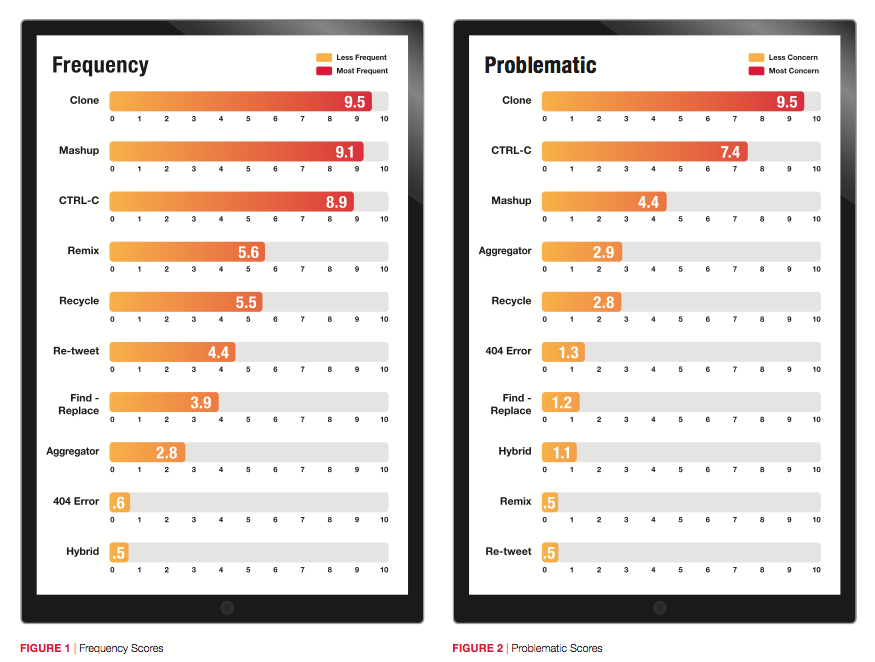 Frequency
Less Frequent
Most Frequent
Clone
9.5
0 1 2 3 4 5 6 7 8 9 10
Mashup
9.1
0 1 2 3 4 5 6 7 8 9 10
CTRL-C
8.9
0 1 2 3 4 5 6 7 8 9 10
Remix
5.6
0 1 2 3 4 5 6 7 8 9 10
Recycle
5.5
0 1 2 3 4 5 6 7 8 9 10
Re-tweet
4.4
0 1 2 3 4 5 6 7 8 9 10
Find -
Replace
3.9
0 1 2 3 4 5 6 7 8 9 10
Aggregator
2.8
0 1 2 3 4 5 6 7 8 9 10
404 Error
.6
0 1 2 3 4 5 6 7 8 9 10
Hybrid
.5
0 1 2 3 4 5 6 7 8 9 10
FIGURE 1 | Frequency Scores
Problematic
Less Concern
Most Concern
Clone
9.5
0 1 2 3 4 5 6 7 8 9 10
CTRL-C
7.4
0 1 2 3 4 5 6 7 8 9 10
Mashup
4.4
0 1 2 3 4 5 6 7 8 9 10
Aggregator
2.9
0 1 2 3 4 5 6 7 8 9 10
Recycle
2.8
0 1 2 3 4 5 6 7 8 9 10
404 Error
1.3
0 1 2 3 4 5 6 7 8 9 10
Find -
Replace
1.2
0 1 2 3 4 5 6 7 8 9 10
Hybrid
1.1
0 1 2 3 4 5 6 7 8 9 10
Remix
.5
0 1 2 3 4 5 6 7 8 9 10
Re-tweet
.5
0 1 2 3 4 5 6 7 8 9 10
FIGURE 2 | Problematic Scores